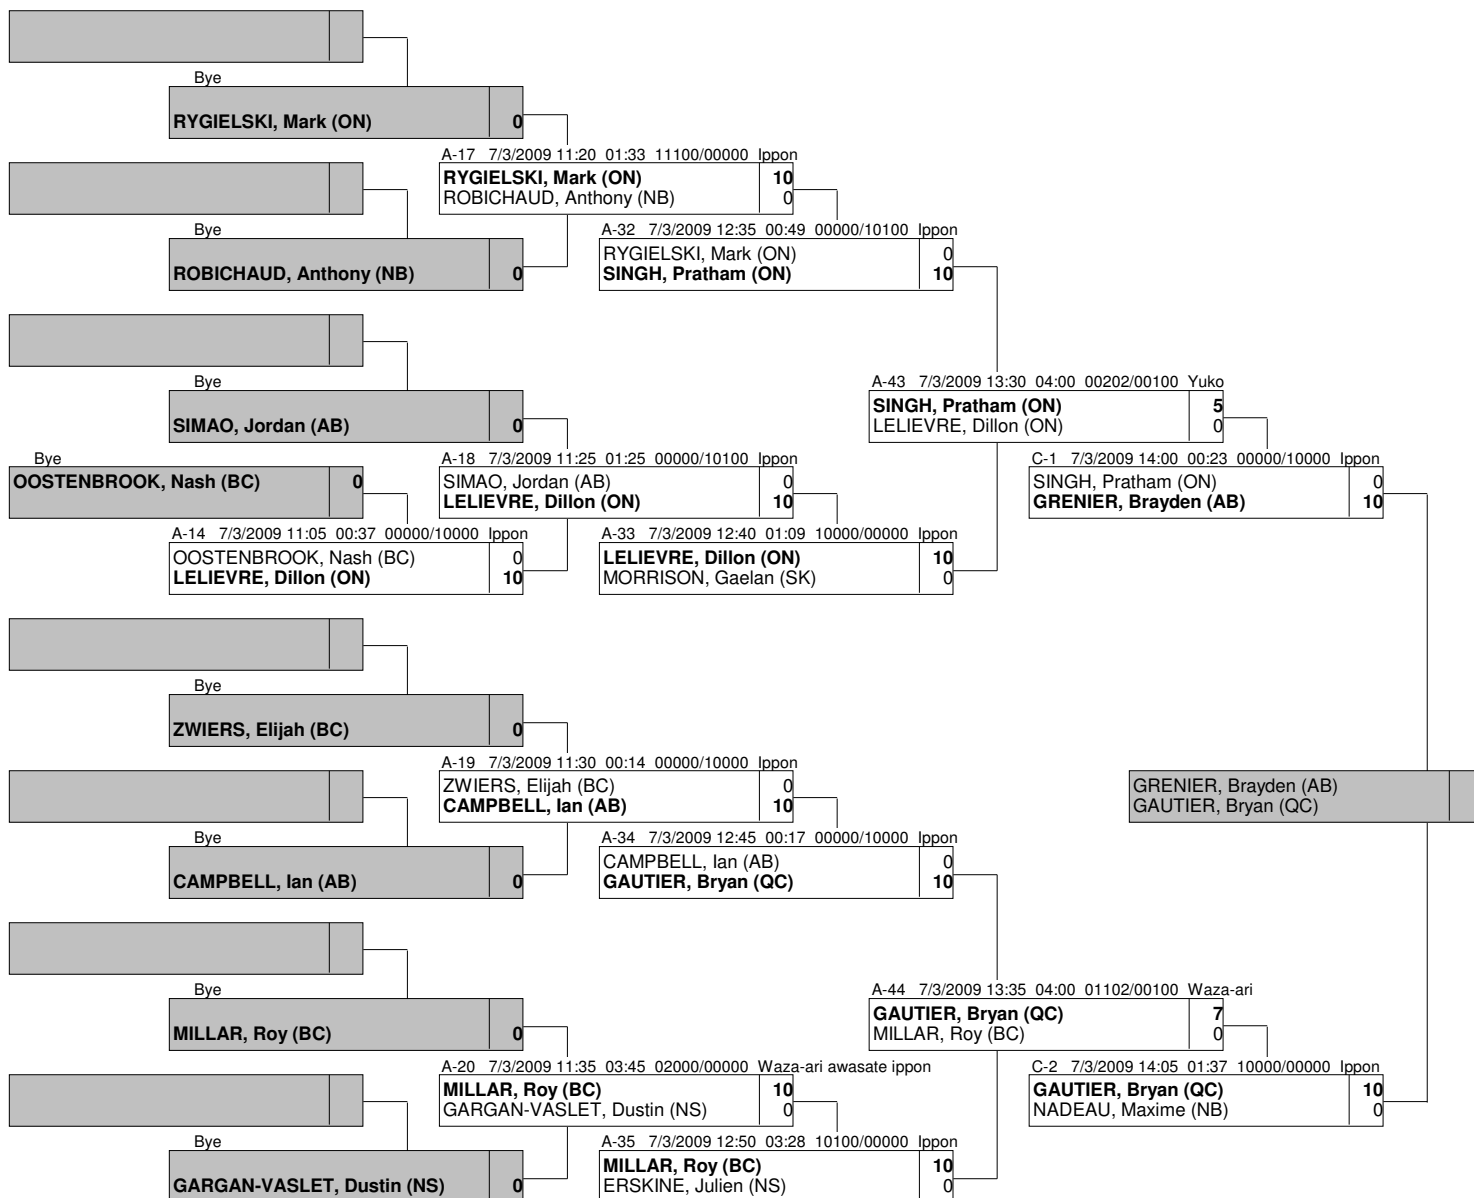 Bye
RYGIELSKI, Mark (ON) 0
A-17 7/3/2009 11:20 01:33 11100/00000 Ippon
RYGIELSKI, Mark (ON) 10
ROBICHAUD, Anthony (NB) 0
Bye
ROBICHAUD, Anthony (NB) 0
A-32 7/3/2009 12:35 00:49 00000/10100 Ippon
RYGIELSKI, Mark (ON) 0
SINGH, Pratham (ON) 10
Bye
SIMAO, Jordan (AB) 0
A-43 7/3/2009 13:30 04:00 00202/00100 Yuko
SINGH, Pratham (ON) 5
LELIEVRE, Dillon (ON) 0
Bye
OOSTENBROOK, Nash (BC) 0
A-18 7/3/2009 11:25 01:25 00000/10100 Ippon
SIMAO, Jordan (AB) 0
LELIEVRE, Dillon (ON) 10
C-1 7/3/2009 14:00 00:23 00000/10000 Ippon
SINGH, Pratham (ON) 0
GRENIER, Brayden (AB) 10
A-14 7/3/2009 11:05 00:37 00000/10000 Ippon
OOSTENBROOK, Nash (BC) 0
LELIEVRE, Dillon (ON) 10
A-33 7/3/2009 12:40 01:09 10000/00000 Ippon
LELIEVRE, Dillon (ON) 10
MORRISON, Gaelan (SK) 0
Bye
ZWIERS, Elijah (BC) 0
A-19 7/3/2009 11:30 00:14 00000/10000 Ippon
ZWIERS, Elijah (BC) 0
CAMPBELL, Ian (AB) 10
GRENIER, Brayden (AB)
GAUTIER, Bryan (QC)
Bye
CAMPBELL, Ian (AB) 0
A-34 7/3/2009 12:45 00:17 00000/10000 Ippon
CAMPBELL, Ian (AB) 0
GAUTIER, Bryan (QC) 10
Bye
MILLAR, Roy (BC) 0
A-44 7/3/2009 13:35 04:00 01102/00100 Waza-ari
GAUTIER, Bryan (QC) 7
MILLAR, Roy (BC) 0
A-20 7/3/2009 11:35 03:45 02000/00000 Waza-ari awasate ippon
MILLAR, Roy (BC) 10
GARGAN-VASLET, Dustin (NS) 0
C-2 7/3/2009 14:05 01:37 10000/00000 Ippon
GAUTIER, Bryan (QC) 10
NADEAU, Maxime (NB) 0
Bye
GARGAN-VASLET, Dustin (NS) 0
A-35 7/3/2009 12:50 03:28 10100/00000 Ippon
MILLAR, Roy (BC) 10
ERSKINE, Julien (NS) 0